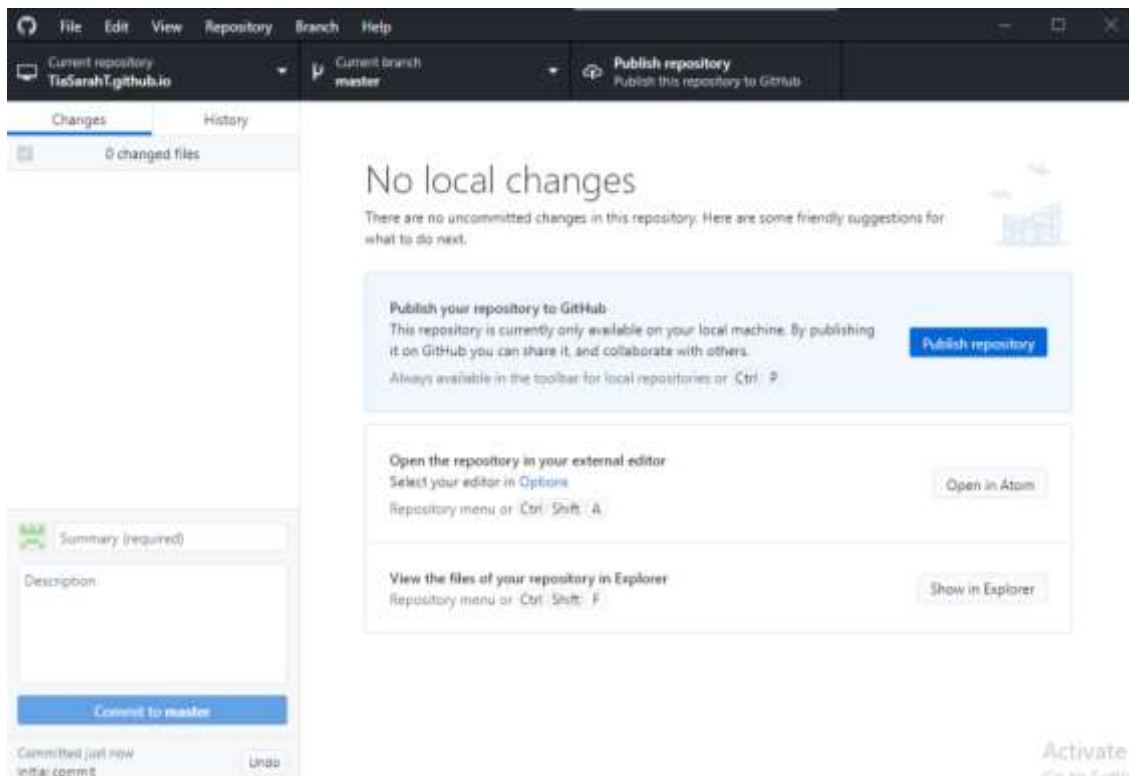 File Edit View Repository Branch Help
Current repository
TiaSarahT.github.io
Current branch
master
Publish repository
Publish this repository to GitHub
Changes History
0 changed files
No local changes
There are no uncommitted changes in this repository. Here are some friendly suggestions for
what to do next.
Publish your repository to GitHub
This repository is currently only available on your local machine. By publishing
it on GitHub you can share it, and collaborate with others.
Always available in the toolbar for local repositories or Ctrl P
Publish repository
Open the repository in your external editor
Select your editor in Options
Repository menu or Ctrl Shift A
Open in Atom
View the files of your repository in Explorer
Repository menu or Ctrl Shift F
Show in Explorer
Summary (required)
Description
Commit to master
Committed just now
Initial commit
Undo
Activate